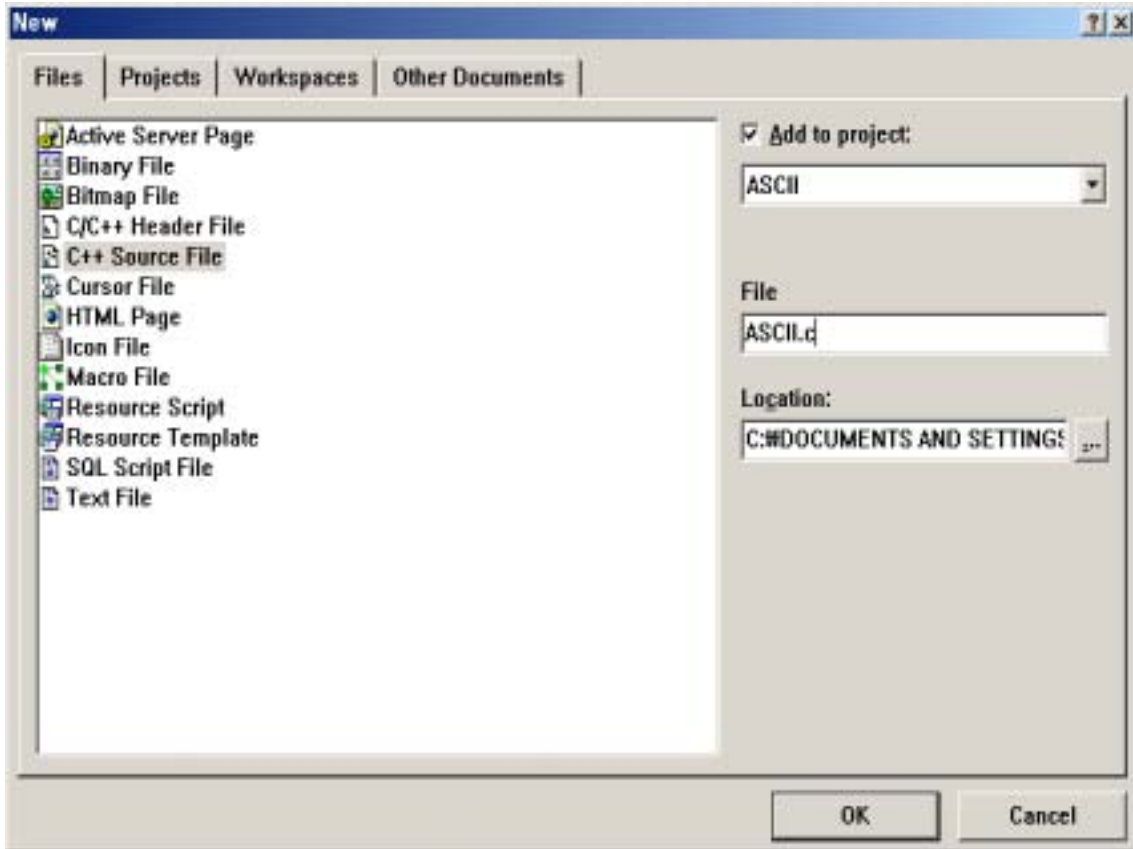 New
Files
Projects
Workspaces
Other Documents
Active Server Page
Binary File
Bitmap File
C/C++ Header File
C++ Source File
Cursor File
HTML Page
Icon File
Macro File
Resource Script
Resource Template
SQL Script File
Text File
Add to project:
ASCII
File
ASCII.c
Location:
C:₩DOCUMENTS AND SETTINGS
...
OK
Cancel